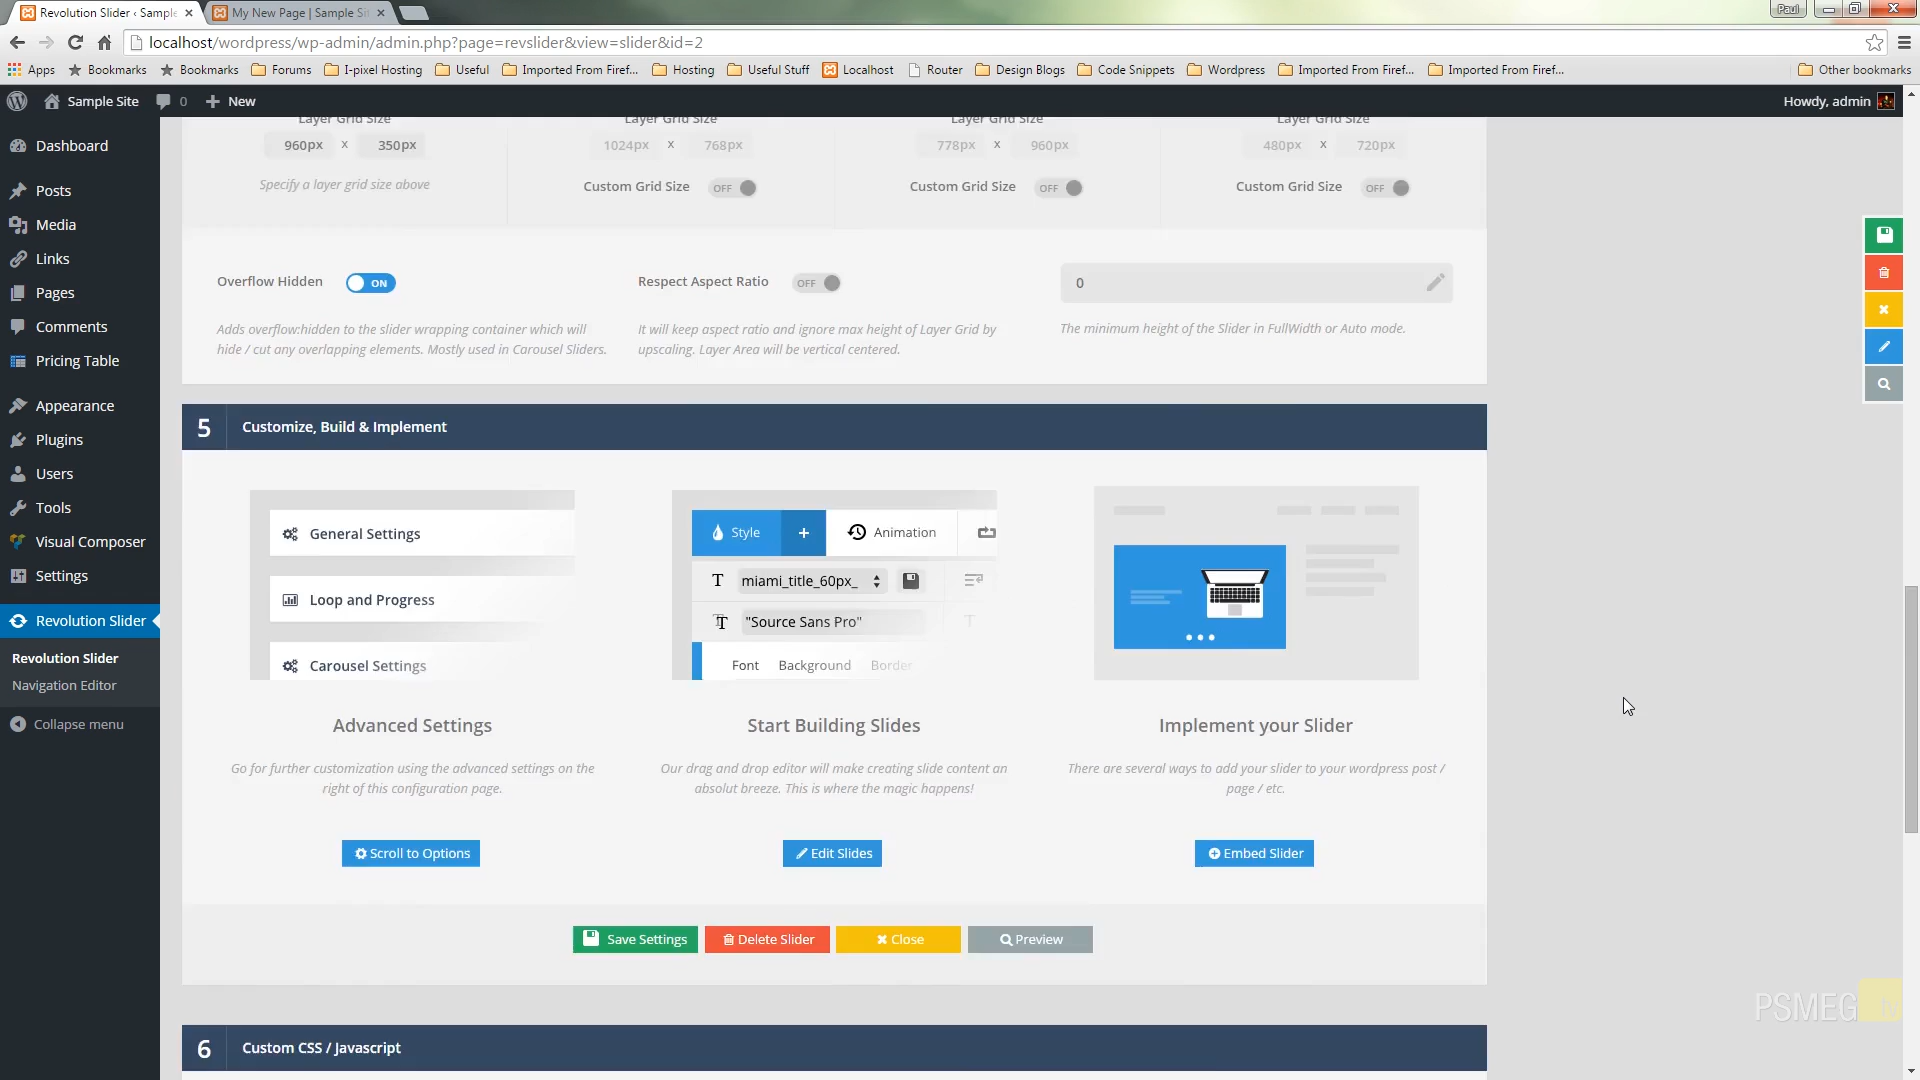 Revolution Slider ‹ Sample
My New Page | Sample Sit
Paul
localhost/wordpress/wp-admin/admin.php?page=revslider&view=slider&id=2
Apps Bookmarks Bookmarks Forums I-pixel Hosting Useful Imported From Firef... Hosting Useful Stuff Localhost Router Design Blogs Code Snippets Wordpress Imported From Firef... Imported From Firef... Other bookmarks
Sample Site 0 New Howdy, admin
Dashboard
Posts
Media
Links
Pages
Comments
Pricing Table
Appearance
Plugins
Users
Tools
Visual Composer
Settings
Revolution Slider
Revolution Slider
Navigation Editor
Collapse menu
Layer Grid Size Layer Grid Size Layer Grid Size Layer Grid Size
960px x 350px 1024px x 768px 778px x 960px 480px x 720px
Specify a layer grid size above
Custom Grid Size OFF Custom Grid Size OFF Custom Grid Size OFF
Overflow Hidden ON
Adds overflow:hidden to the slider wrapping container which will
hide / cut any overlapping elements. Mostly used in Carousel Sliders.
Respect Aspect Ratio OFF
It will keep aspect ratio and ignore max height of Layer Grid by
upscaling. Layer Area will be vertical centered.
0
The minimum height of the Slider in FullWidth or Auto mode.
5 Customize, Build & Implement
General Settings
Loop and Progress
Carousel Settings
Advanced Settings
Go for further customization using the advanced settings on the
right of this configuration page.
Scroll to Options
Style + Animation
T miami_title_60px_
T "Source Sans Pro" T
Font Background Border
Start Building Slides
Our drag and drop editor will make creating slide content an
absolut breeze. This is where the magic happens!
Edit Slides
Implement your Slider
There are several ways to add your slider to your wordpress post /
page / etc.
Embed Slider
Save Settings Delete Slider Close Preview
6 Custom CSS / Javascript
PSMEG tv